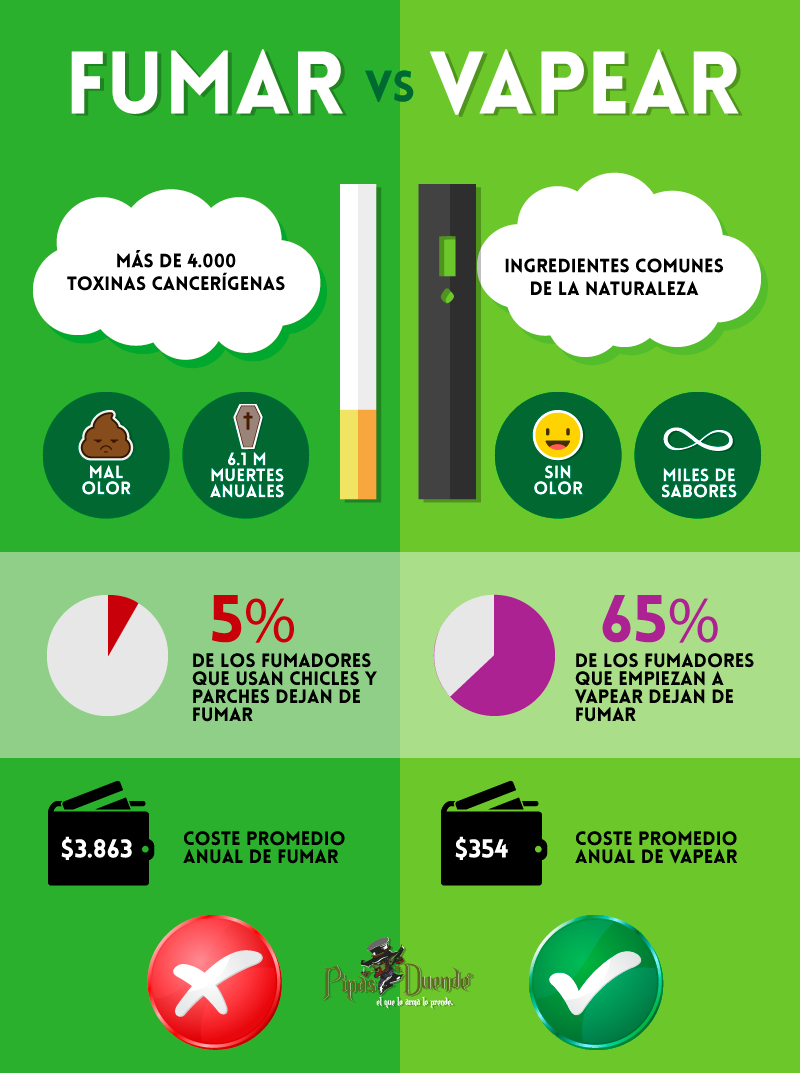 FUMAR VS VAPEAR
MÁS DE 4.000
TOXINAS CANCERÍGENAS
INGREDIENTES COMUNES
DE LA NATURALEZA
MAL
OLOR
6.1 M
MUERTES
ANUALES
SIN
OLOR
MILES DE
SABORES
5%
DE LOS FUMADORES
QUE USAN CHICLES Y
PARCHES DEJAN DE
FUMAR
65%
DE LOS FUMADORES
QUE EMPIEZAN A
VAPEAR DEJAN DE
FUMAR
$3.863
COSTE PROMEDIO
ANUAL DE FUMAR
$354
COSTE PROMEDIO
ANUAL DE VAPEAR
Pipas Duende
el que lo arma lo prende.